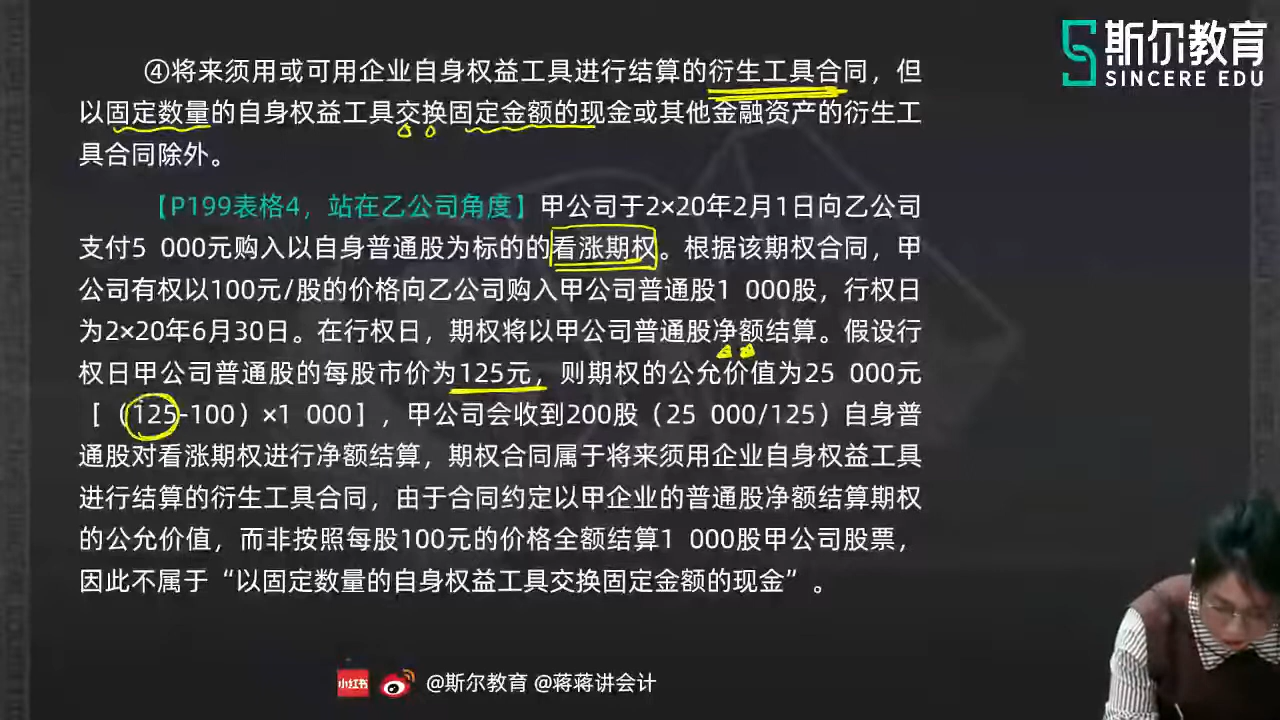 斯尔教育
SINCERE EDU
④将来须用或可用企业自身权益工具进行结算的衍生工具合同，但
以固定数量的自身权益工具交换固定金额的现金或其他金融资产的衍生工
具合同除外。
【P199表格4，站在乙公司角度】甲公司于2×20年2月1日向乙公司
支付5 000元购入以自身普通股为标的的看涨期权。根据该期权合同，甲
公司有权以100元/股的价格向乙公司购入甲公司普通股1 000股，行权日
为2×20年6月30日。在行权日，期权将以甲公司普通股净额结算。假设行
权日甲公司普通股的每股市价为125元，则期权的公允价值为25 000元
[（125-100）×1 000]，甲公司会收到200股（25 000/125）自身普
通股对看涨期权进行净额结算，期权合同属于将来须用企业自身权益工具
进行结算的衍生工具合同，由于合同约定以甲企业的普通股净额结算期权
的公允价值，而非按照每股100元的价格全额结算1 000股甲公司股票，
因此不属于“以固定数量的自身权益工具交换固定金额的现金”。
小红书 @斯尔教育 @蒋蒋讲会计